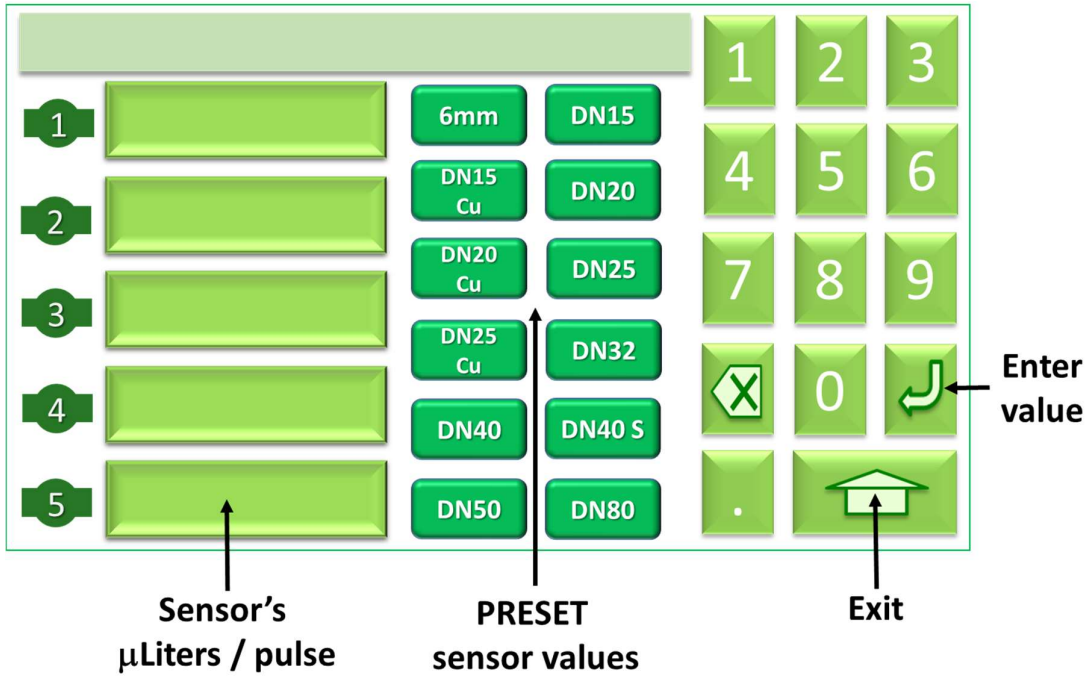 1
2
3
4
5
6mm
DN15
DN15
Cu
DN20
DN20
Cu
DN25
DN25
Cu
DN32
DN40
DN40 S
DN50
DN80
1 2 3
4 5 6
7 8 9
X 0
.
Enter
value
Sensor's
μLiters / pulse
PRESET
sensor values
Exit